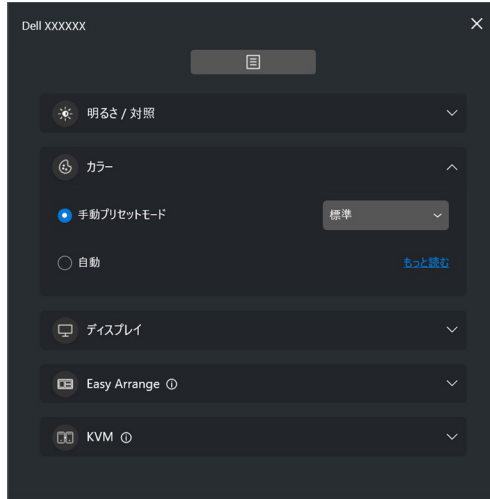 Dell XXXXXX
明るさ / 対照
カラー
手動プリセットモード
標準
自動
もっと読む
ディスプレイ
Easy Arrange
KVM